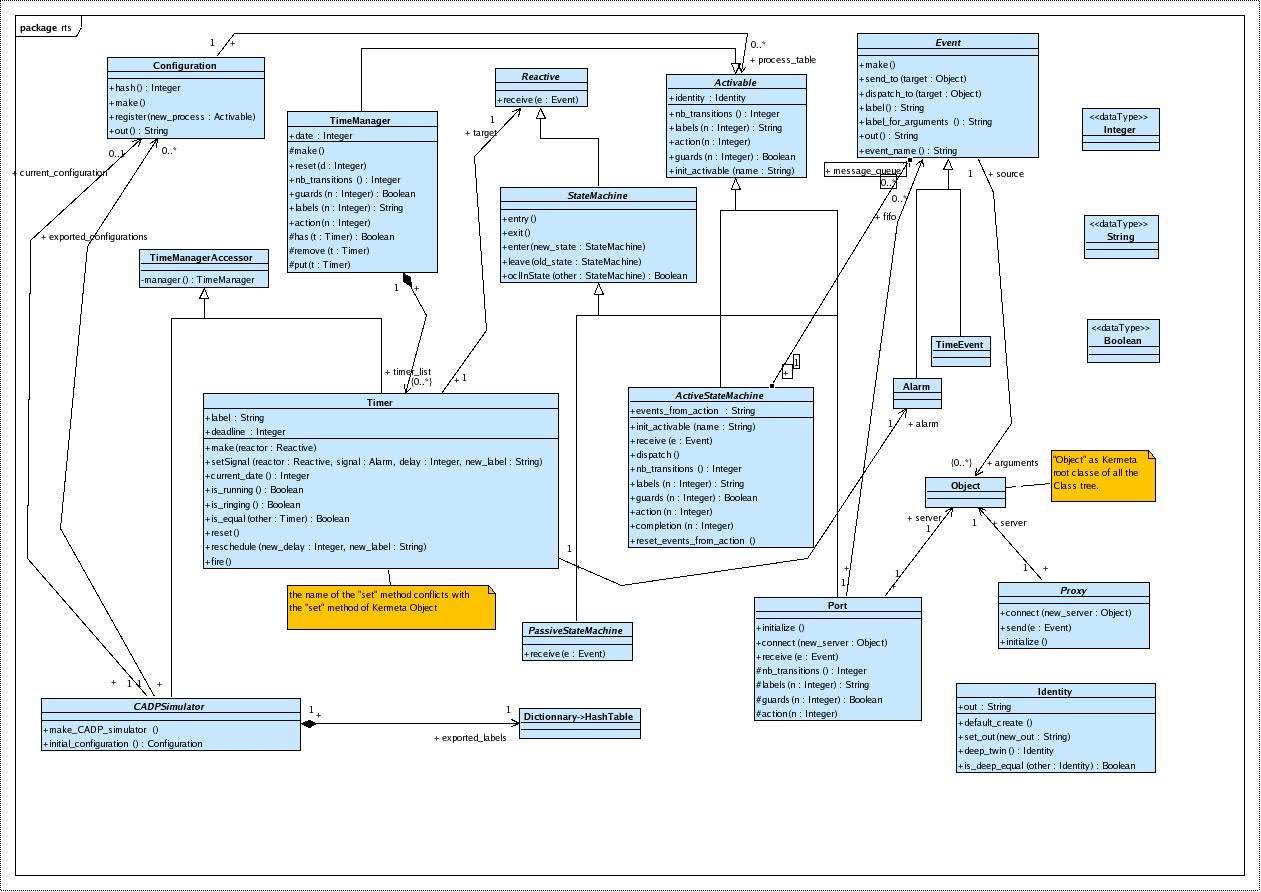 package rts
1
+
0..*
+ process_table
Configuration
+hash() : Integer
+make()
+register(new_process : Activable)
+out() : String
0..1
0..*
+ current_configuration
+ exported_configurations
TimeManager
+date : Integer
#make()
+reset(d : Integer)
+nb_transitions () : Integer
+guards(n : Integer) : Boolean
+labels(n : Integer) : String
+action(n : Integer)
#has(t : Timer) : Boolean
#remove (t : Timer)
#put(t : Timer)
1
+
Reactive
+receive(e : Event)
1
+ target
Activable
+identity : Identity
+nb_transitions () : Integer
+labels(n : Integer) : String
+action(n : Integer)
+guards(n : Integer) : Boolean
+init_activable (name : String)
Event
+make()
+send_to (target : Object)
+dispatch_to (target : Object)
+label() : String
+label_for_arguments () : String
+out() : String
+event_name () : String
+ message_queue
0..*
0..*
+ fifo
1
+ source
<<dataType>>
Integer
<<dataType>>
String
<<dataType>>
Boolean
StateMachine
+entry()
+exit()
+enter(new_state : StateMachine)
+leave(old_state : StateMachine)
+oclInState (other : StateMachine) : Boolean
TimeManagerAccessor
-manager() : TimeManager
+ timer_list
{0..*}
+ 1
1
+
TimeEvent
Alarm
1
+ alarm
Timer
+label : String
+deadline : Integer
+make(reactor : Reactive)
+setSignal (reactor : Reactive, signal : Alarm, delay : Integer, new_label : String)
+current_date () : Integer
+is_running () : Boolean
+is_ringing () : Boolean
+is_equal (other : Timer) : Boolean
+reset()
+reschedule (new_delay : Integer, new_label : String)
+fire()
1
the name of the "set" method conflicts with
the "set" method of Kermeta Object
ActiveStateMachine
+events_from_action : String
+init_activable (name : String)
+receive (e : Event)
+dispatch ()
+nb_transitions () : Integer
+labels (n : Integer) : String
+guards (n : Integer) : Boolean
+action (n : Integer)
+completion (n : Integer)
+reset_events_from_action ()
{0..*}
+ arguments
Object
"Object" as Kermeta
root classe of all the
Class tree.
+ server
1
1
+ server
+
1
1
+
1
+
PassiveStateMachine
+receive(e : Event)
Port
+initialize ()
+connect (new_server : Object)
+receive (e : Event)
#nb_transitions () : Integer
#labels (n : Integer) : String
#guards (n : Integer) : Boolean
#action(n : Integer)
Proxy
+connect (new_server : Object)
+send(e : Event)
+initialize ()
Identity
+out : String
+default_create ()
+set_out(new_out : String)
+deep_twin () : Identity
+is_deep_equal (other : Identity) : Boolean
+
1
1
+
CADPSimulator
+make_CADP_simulator ()
+initial_configuration () : Configuration
1
+
1
+ exported_labels
Dictionnary->HashTable